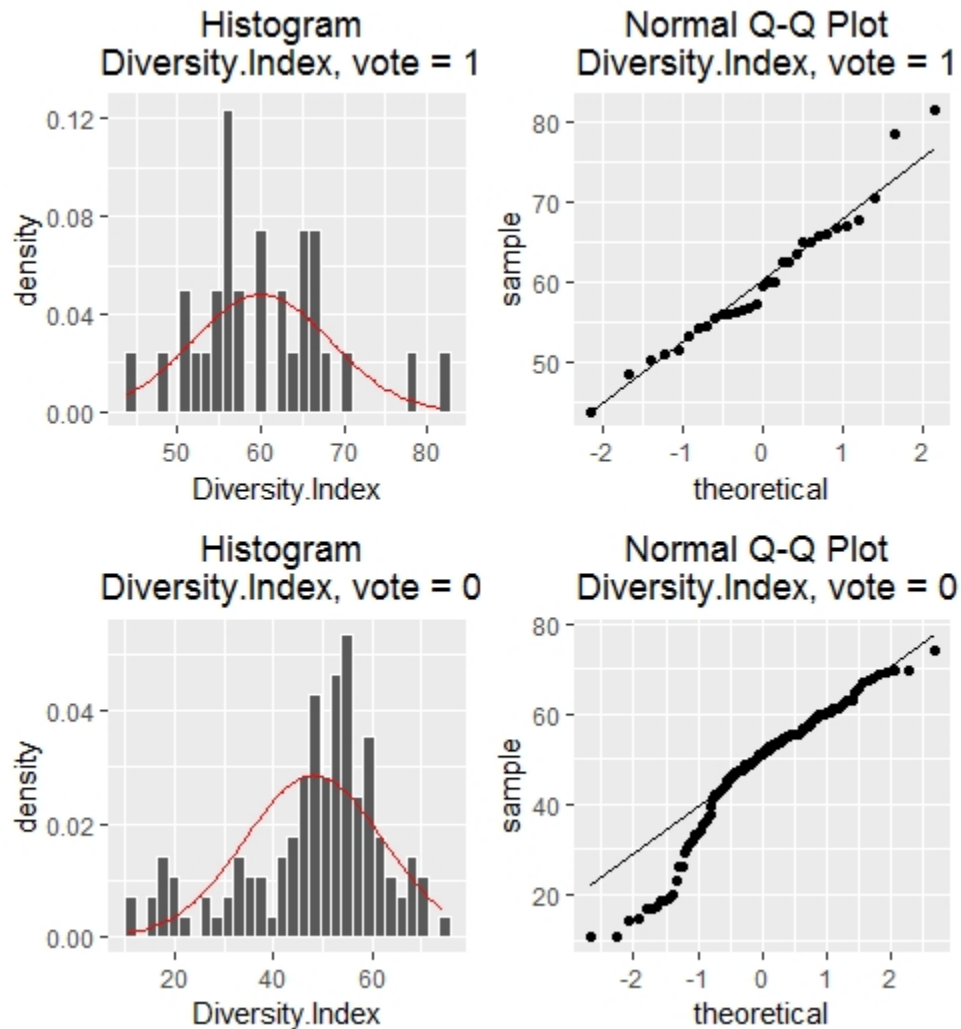 Histogram
Diversity.Index, vote = 1
density
0.12
0.08
0.04
0.00
50 60 70 80
Diversity.Index
Normal Q-Q Plot
Diversity.Index, vote = 1
sample
80
70
60
50
-2 -1 0 1 2
theoretical
Histogram
Diversity.Index, vote = 0
density
0.04
0.02
0.00
20 40 60
Diversity.Index
Normal Q-Q Plot
Diversity.Index, vote = 0
sample
80
60
40
20
-2 -1 0 1 2
theoretical